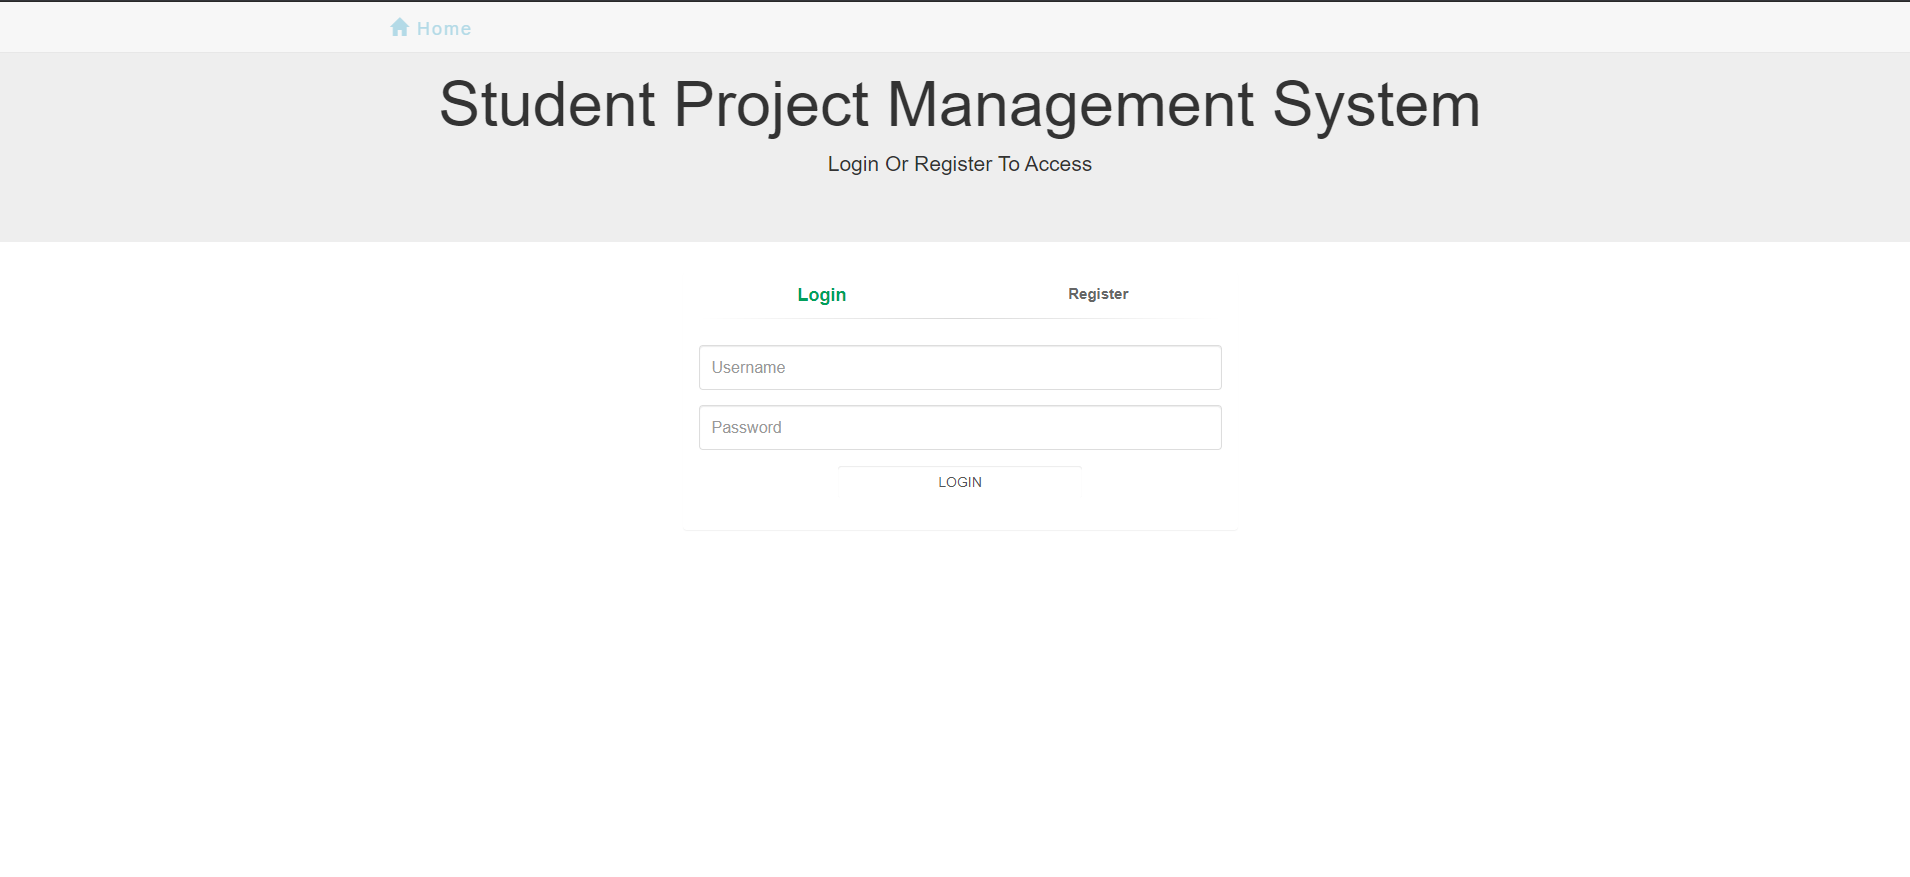 Home
Student Project Management System
Login Or Register To Access
Login Register
Username
Password
LOGIN